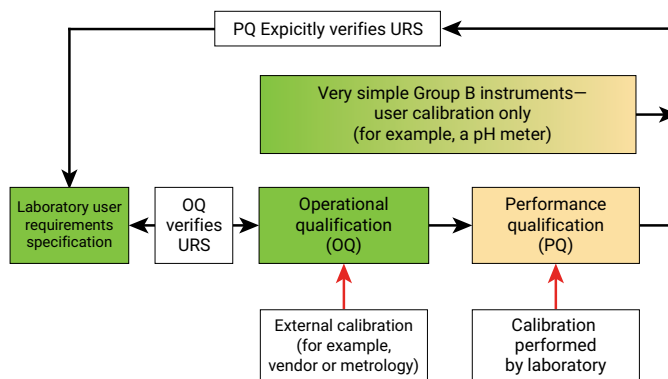 PQ Expicitly verifies URS
Very simple Group B instruments—
user calibration only
(for example, a pH meter)
Laboratory user
requirements
specification
OQ
verifies
URS
Operational
qualification
(OQ)
Performance
qualification
(PQ)
External calibration
(for example,
vendor or metrology)
Calibration
performed
by laboratory